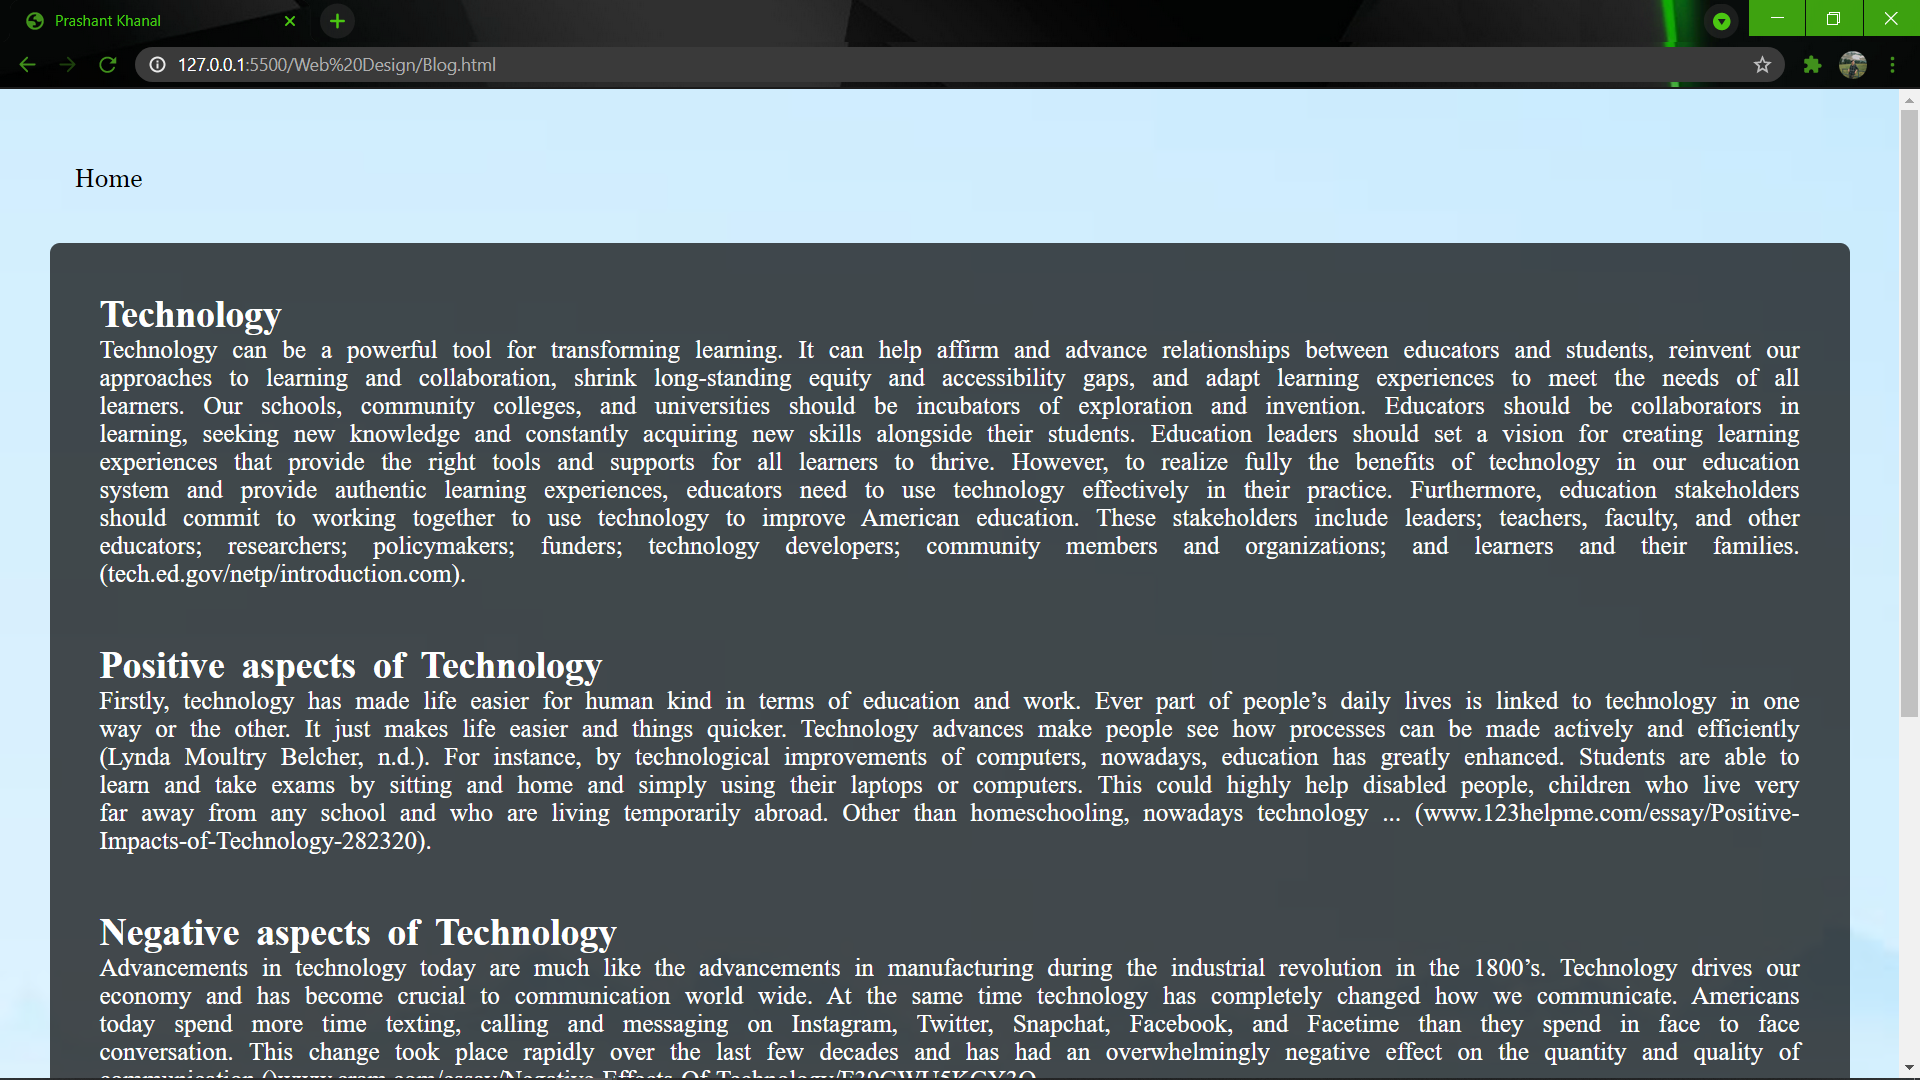 Prashant Khanal
127.0.0.1:5500/Web%20Design/Blog.html
Home
Technology
Technology can be a powerful tool for transforming learning. It can help affirm and advance relationships between educators and students, reinvent our
approaches to learning and collaboration, shrink long-standing equity and accessibility gaps, and adapt learning experiences to meet the needs of all
learners. Our schools, community colleges, and universities should be incubators of exploration and invention. Educators should be collaborators in
learning, seeking new knowledge and constantly acquiring new skills alongside their students. Education leaders should set a vision for creating learning
experiences that provide the right tools and supports for all learners to thrive. However, to realize fully the benefits of technology in our education
system and provide authentic learning experiences, educators need to use technology effectively in their practice. Furthermore, education stakeholders
should commit to working together to use technology to improve American education. These stakeholders include leaders; teachers, faculty, and other
educators; researchers; policymakers; funders; technology developers; community members and organizations; and learners and their families.
(tech.ed.gov/netp/introduction.com).
Positive aspects of Technology
Firstly, technology has made life easier for human kind in terms of education and work. Ever part of people’s daily lives is linked to technology in one
way or the other. It just makes life easier and things quicker. Technology advances make people see how processes can be made actively and efficiently
(Lynda Moultry Belcher, n.d.). For instance, by technological improvements of computers, nowadays, education has greatly enhanced. Students are able to
learn and take exams by sitting and home and simply using their laptops or computers. This could highly help disabled people, children who live very
far away from any school and who are living temporarily abroad. Other than homeschooling, nowadays technology ... (www.123helpme.com/essay/Positive-
Impacts-of-Technology-282320).
Negative aspects of Technology
Advancements in technology today are much like the advancements in manufacturing during the industrial revolution in the 1800’s. Technology drives our
economy and has become crucial to communication world wide. At the same time technology has completely changed how we communicate. Americans
today spend more time texting, calling and messaging on Instagram, Twitter, Snapchat, Facebook, and Facetime than they spend in face to face
conversation. This change took place rapidly over the last few decades and has had an overwhelmingly negative effect on the quantity and quality of